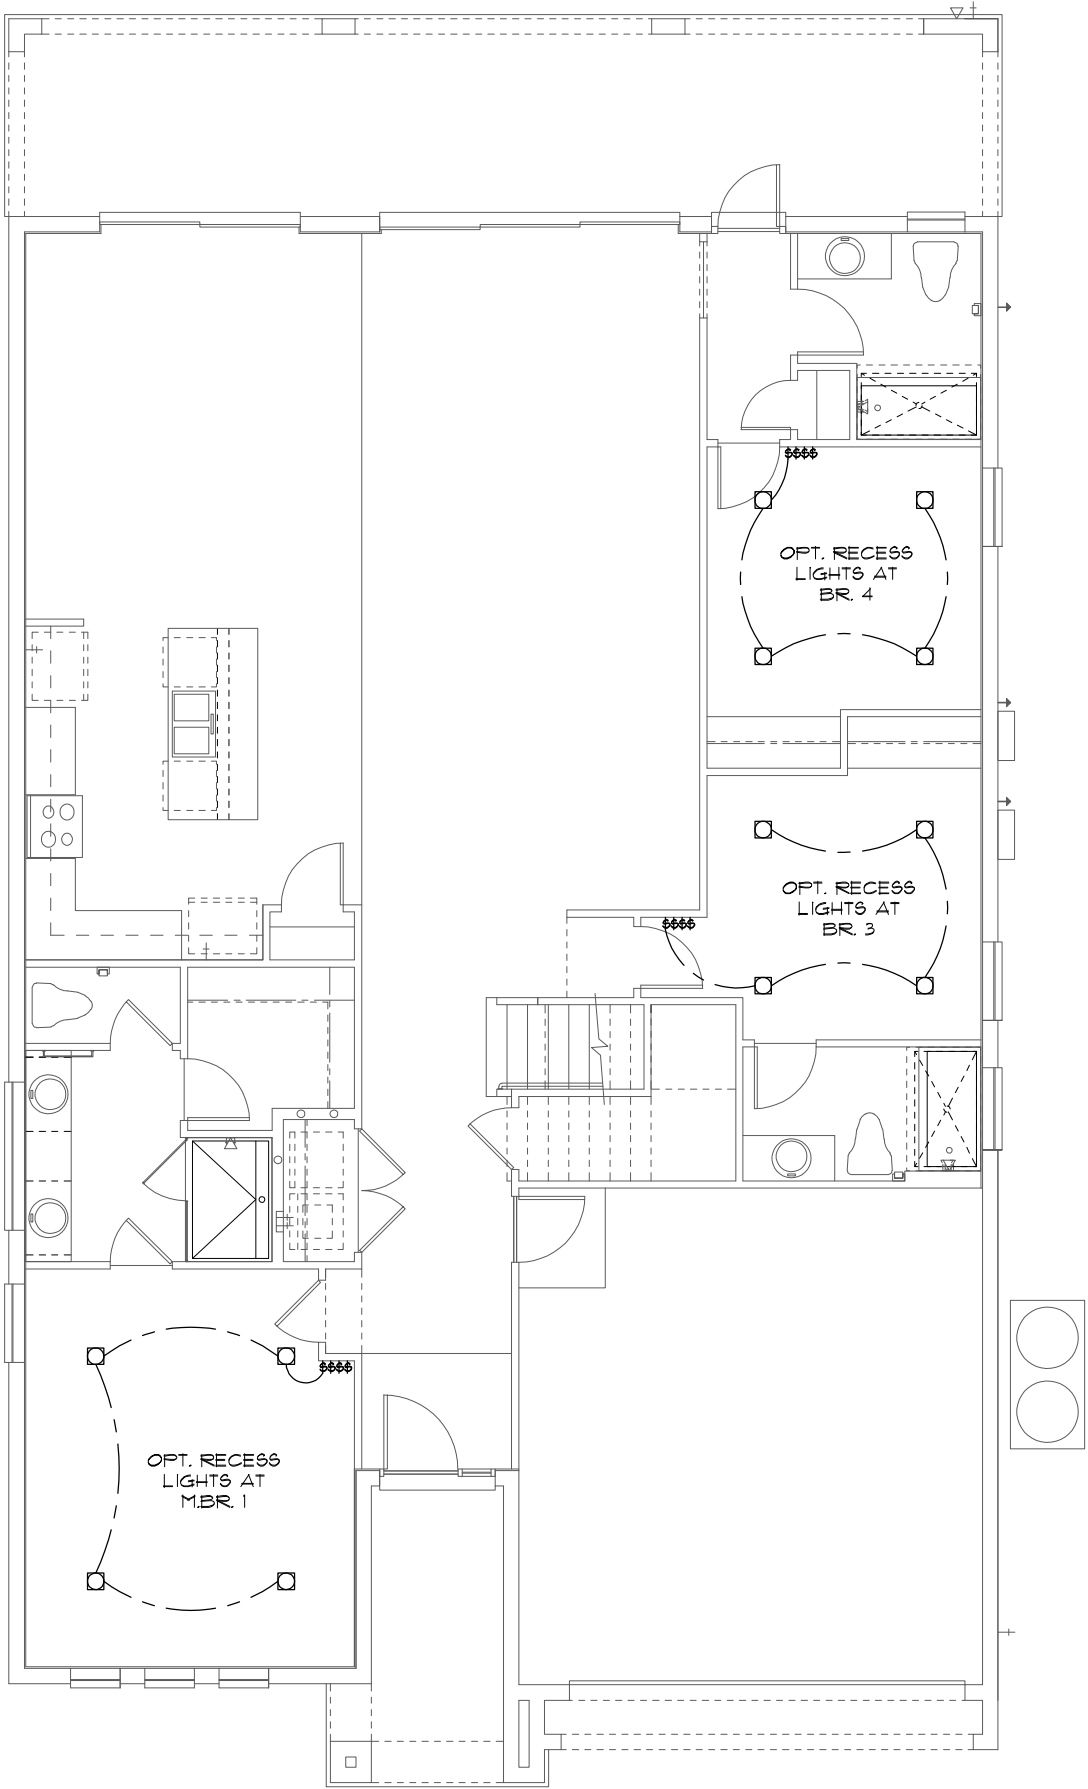 $$$$
OPT. RECESS
LIGHTS AT
BR. 4
OPT. RECESS
LIGHTS AT
BR. 3
$$$$
$$$$
OPT. RECESS
LIGHTS AT
M.BR. 1